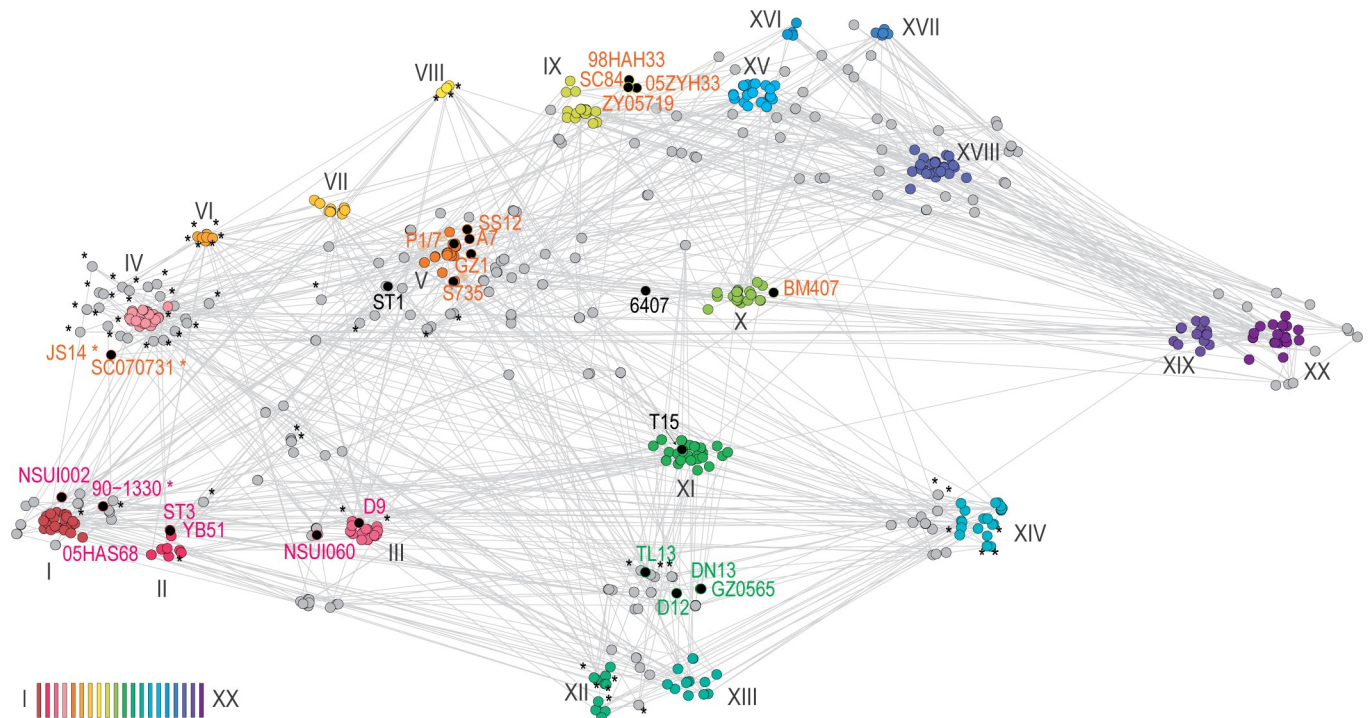 XVI
XVII
IX
98HAH33
XV
VIII
SC84
05ZYH33
ZY05719
XVIII
VII
VI
SS12
P1/7
A7
IV
GZ1
V
S735
ST1
6407
BM407
X
JS14 *
SC070731 *
XIX
XX
T15
XI
NSUI002
90-1330 *
ST3
D9
YB51
05HAS68
NSUI060
III
XIV
I
II
TL13
DN13
GZ0565
D12
XII
XIII
I
XX